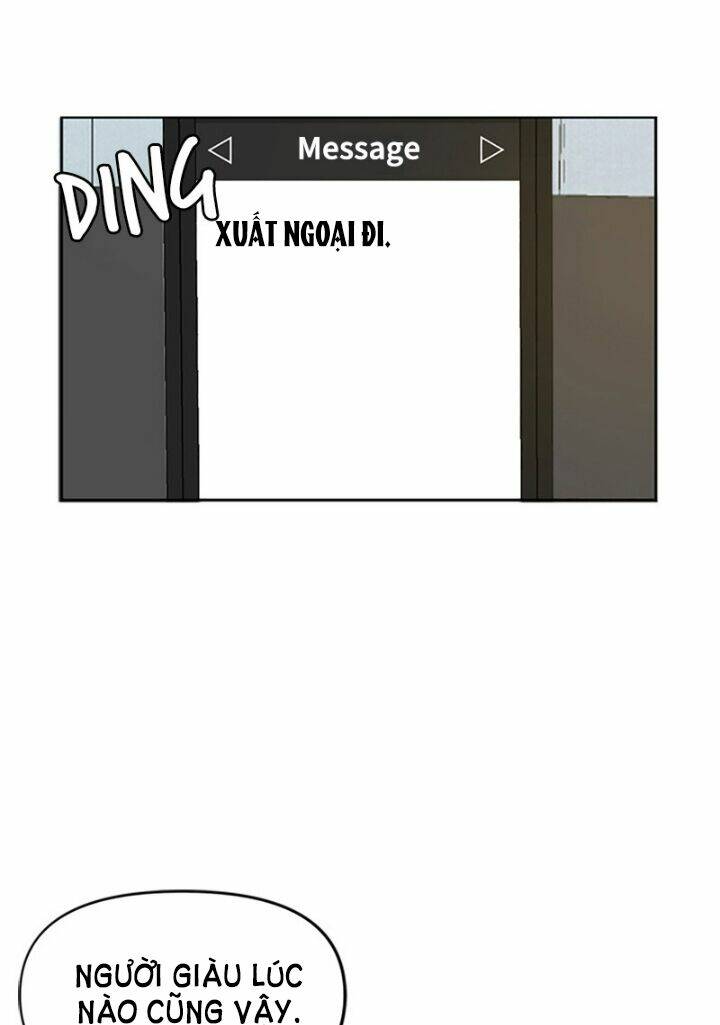 Message
DING
XUẤT NGOẠI ĐI.
NGƯỜI GIÀU LÚC
NÀO CŨNG VẬY.